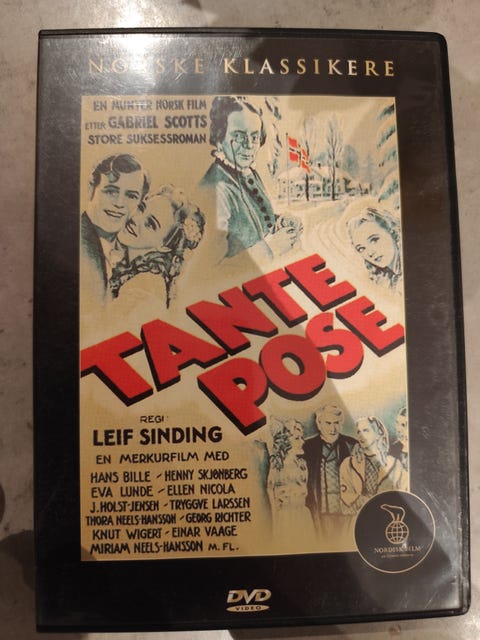 NORSKE KLASSIKERE
EN MUNTER NORSK FILM
ETTER GABRIEL SCOTTS
STORE SUKSESSROMAN
TANTE
POSE
REGI:
LEIF SINDING
EN MERKURFILM MED
HANS BILLE - HENNY SKJØNBERG
EVA LUNDE - ELLEN NICOLA
J. HOLST-JENSEN - TRYGGVE LARSSEN
THORA NEELS-HANSSON - GEORG RICHTER
KNUT WIGERT - EINAR VAAGE
MIRIAM NEELS-HANSSON M. FL.
NORDISK FILM
DVD
VIDEO